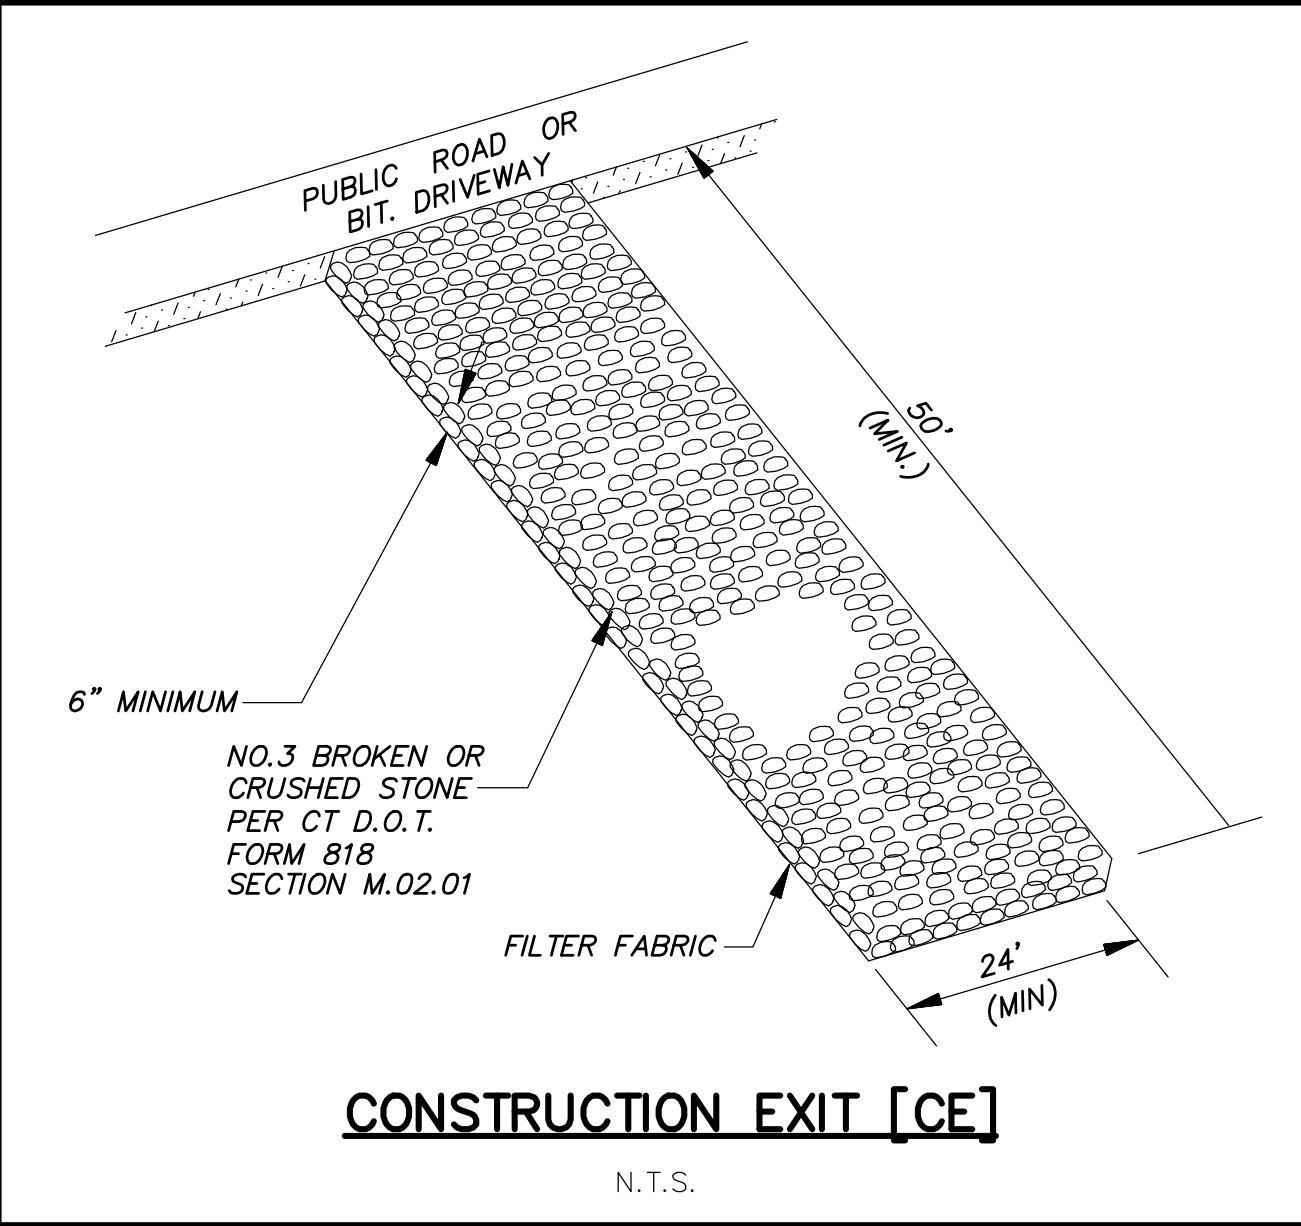 PUBLIC ROAD OR
BIT. DRIVEWAY
50'
(MIN.)
6" MINIMUM
NO.3 BROKEN OR
CRUSHED STONE
PER CT D.O.T.
FORM 818
SECTION M.02.01
FILTER FABRIC
24'
(MIN)
CONSTRUCTION EXIT [CE]
N.T.S.